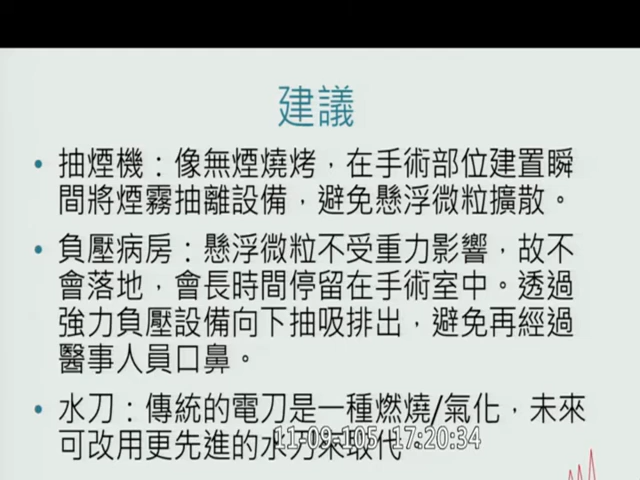 建議
• 抽煙機：像無煙燒烤，在手術部位建置瞬
間將煙霧抽離設備，避免懸浮微粒擴散。
• 負壓病房：懸浮微粒不受重力影響，故不
會落地，會長時間停留在手術室中。透過
強力負壓設備向下抽吸排出，避免再經過
醫事人員口鼻。
• 水刀：傳統的電刀是一種燃燒/氣化，未來
可改用更先進的水刀來取代。
11-09-105 17:20:34